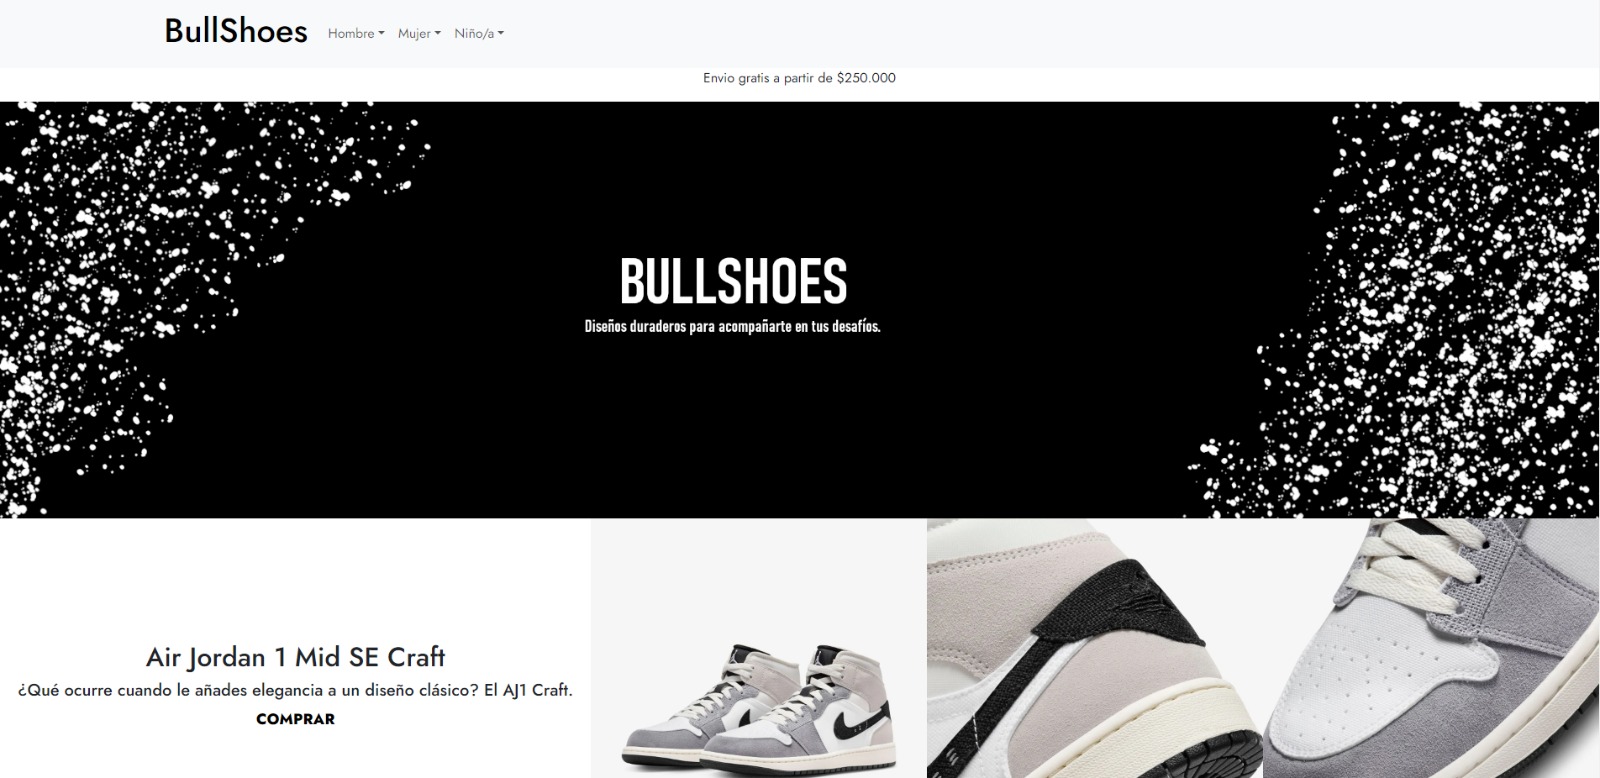 BullShoes
Hombre Mujer Niño/a
Envio gratis a partir de $250.000
BULLSHOES
Diseños duraderos para acompañarte en tus desafíos.
Air Jordan 1 Mid SE Craft
¿Qué ocurre cuando le añades elegancia a un diseño clásico? El AJ1 Craft.
COMPRAR